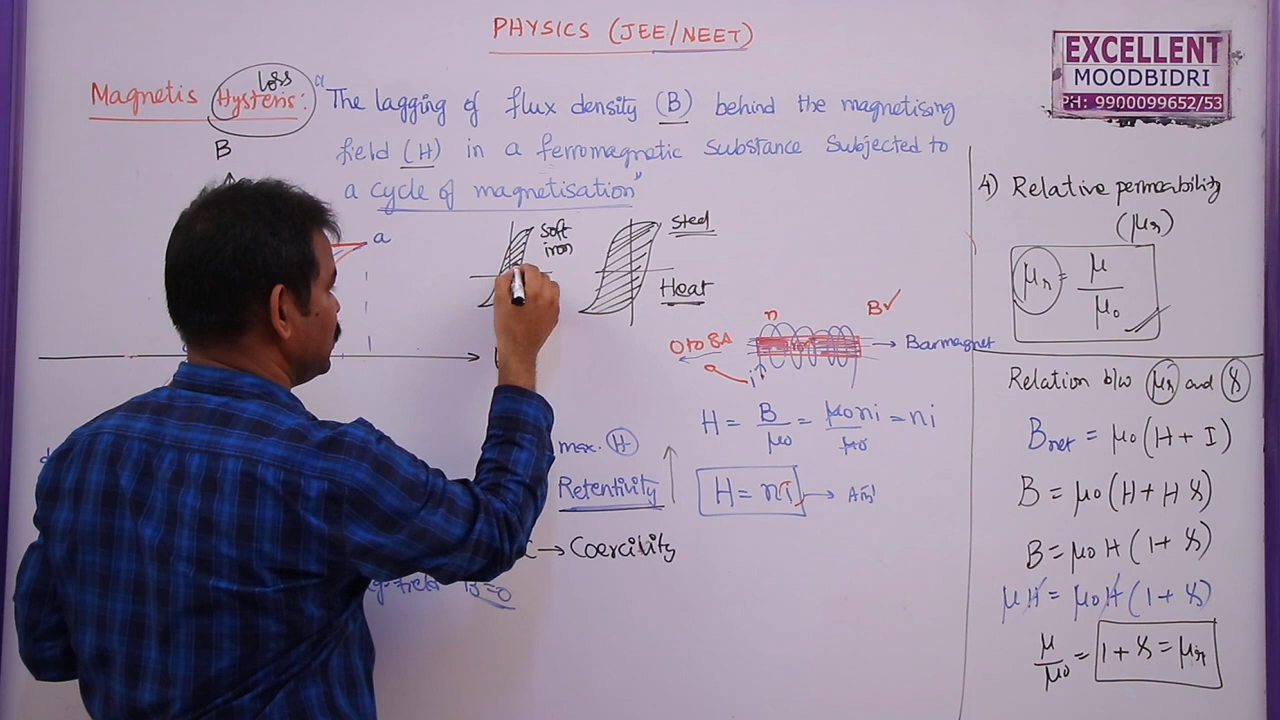 PHYSICS (JEE/NEET)
EXCELLENT
MOODBIDRI
PH: 9900099652/53
loss
Magnetis Hysteris: "The lagging of flux density (B) behind the magnetising
field (H) in a ferromagnetic substance subjected to
a cycle of magnetisation"
B
a
Soft
iron
Steel
Heat
n
B✓
0 to 8A
i
Barmagnet
H = B/μ0 = μ0ni/μ0 = ni
max. (H)
Retentivity
H = ni → Am⁻¹
→ Coercivity
B=0
4) Relative permeability
(μr)
μr = μ/μ0
Relation b/w μr and χ
Bnet = μ0(H + I)
B = μ0(H + Hχ)
B = μ0H(1 + χ)
μH = μ0H(1 + χ)
μ/μ0 = 1 + χ = μr